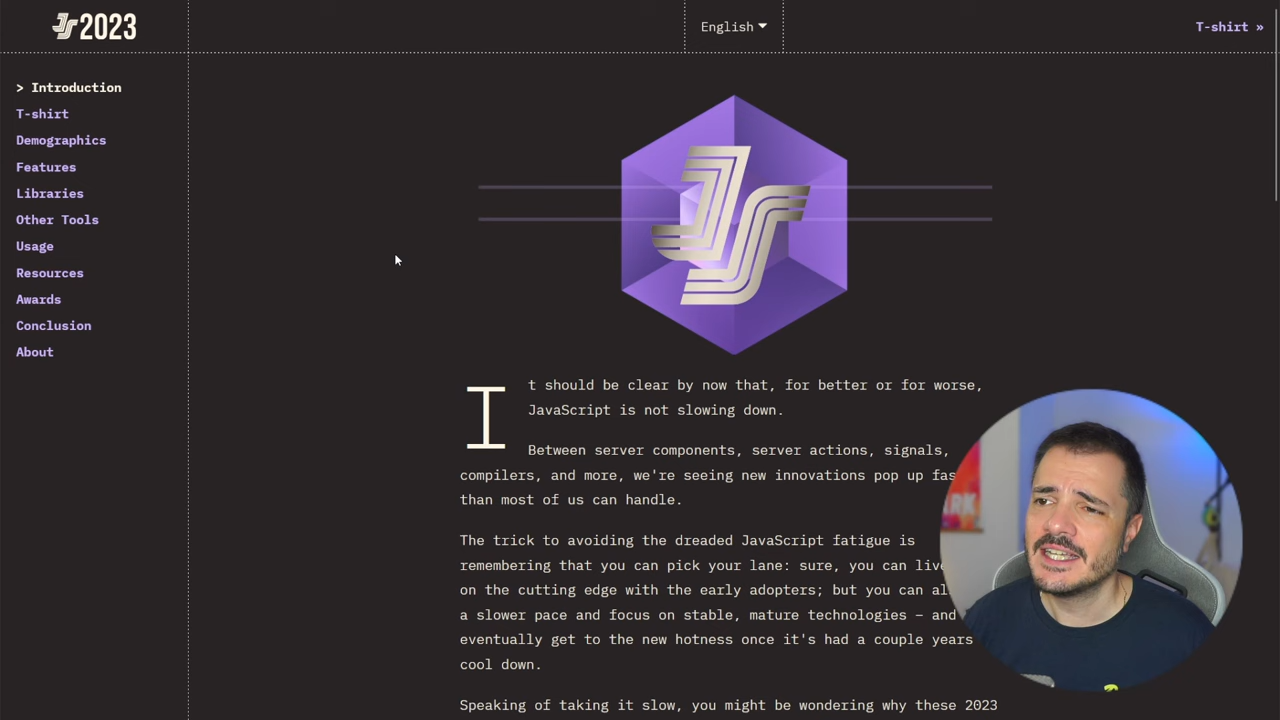 JS 2023
English
T-shirt »
> Introduction
T-shirt
Demographics
Features
Libraries
Other Tools
Usage
Resources
Awards
Conclusion
About
JS
It should be clear by now that, for better or for worse,
JavaScript is not slowing down.
Between server components, server actions, signals,
compilers, and more, we're seeing new innovations pop up
than most of us can handle.
The trick to avoiding the dreaded JavaScript fatigue is
remembering that you can pick your lane: sure, you can live
on the cutting edge with the early adopters; but you can
a slower pace and focus on stable, mature technologies – and
eventually get to the new hotness once it's had a couple years
cool down.
Speaking of taking it slow, you might be wondering why these 2023